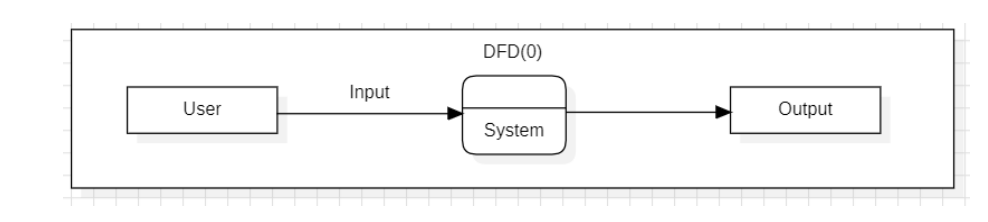 DFD(0)
User
Input
System
Output